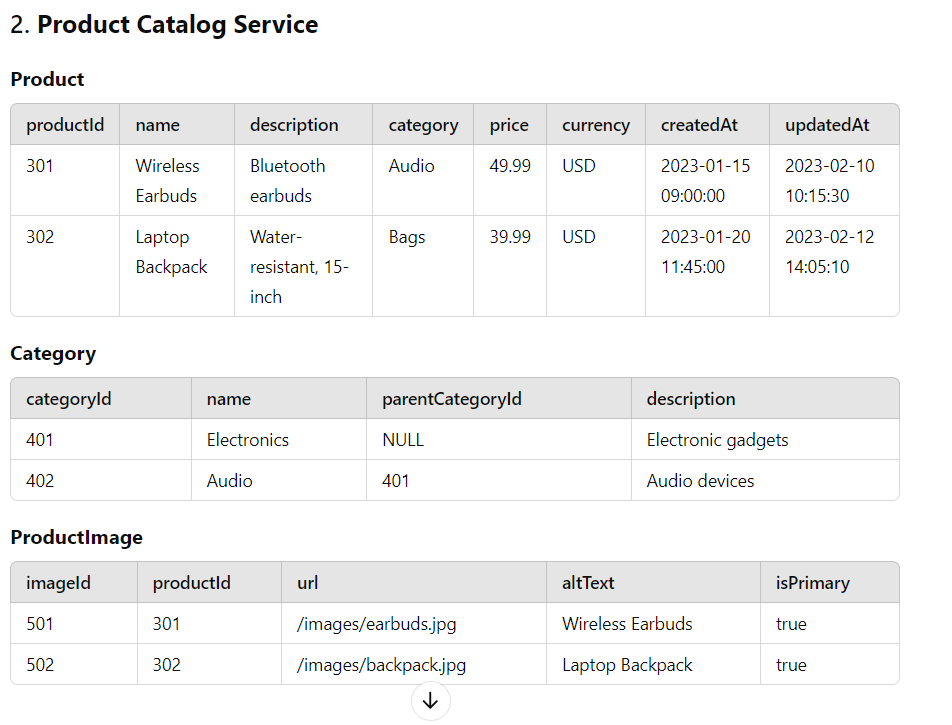 2. Product Catalog Service
Product
productId name description category price currency createdAt updatedAt
301 Wireless Bluetooth Audio 49.99 USD 2023-01-15 2023-02-10
Earbuds earbuds 09:00:00 10:15:30
302 Laptop Water- Bags 39.99 USD 2023-01-20 2023-02-12
Backpack resistant, 15- 11:45:00 14:05:10
inch
Category
categoryId name parentCategoryId description
401 Electronics NULL Electronic gadgets
402 Audio 401 Audio devices
ProductImage
imageId productId url altText isPrimary
501 301 /images/earbuds.jpg Wireless Earbuds true
502 302 /images/backpack.jpg Laptop Backpack true